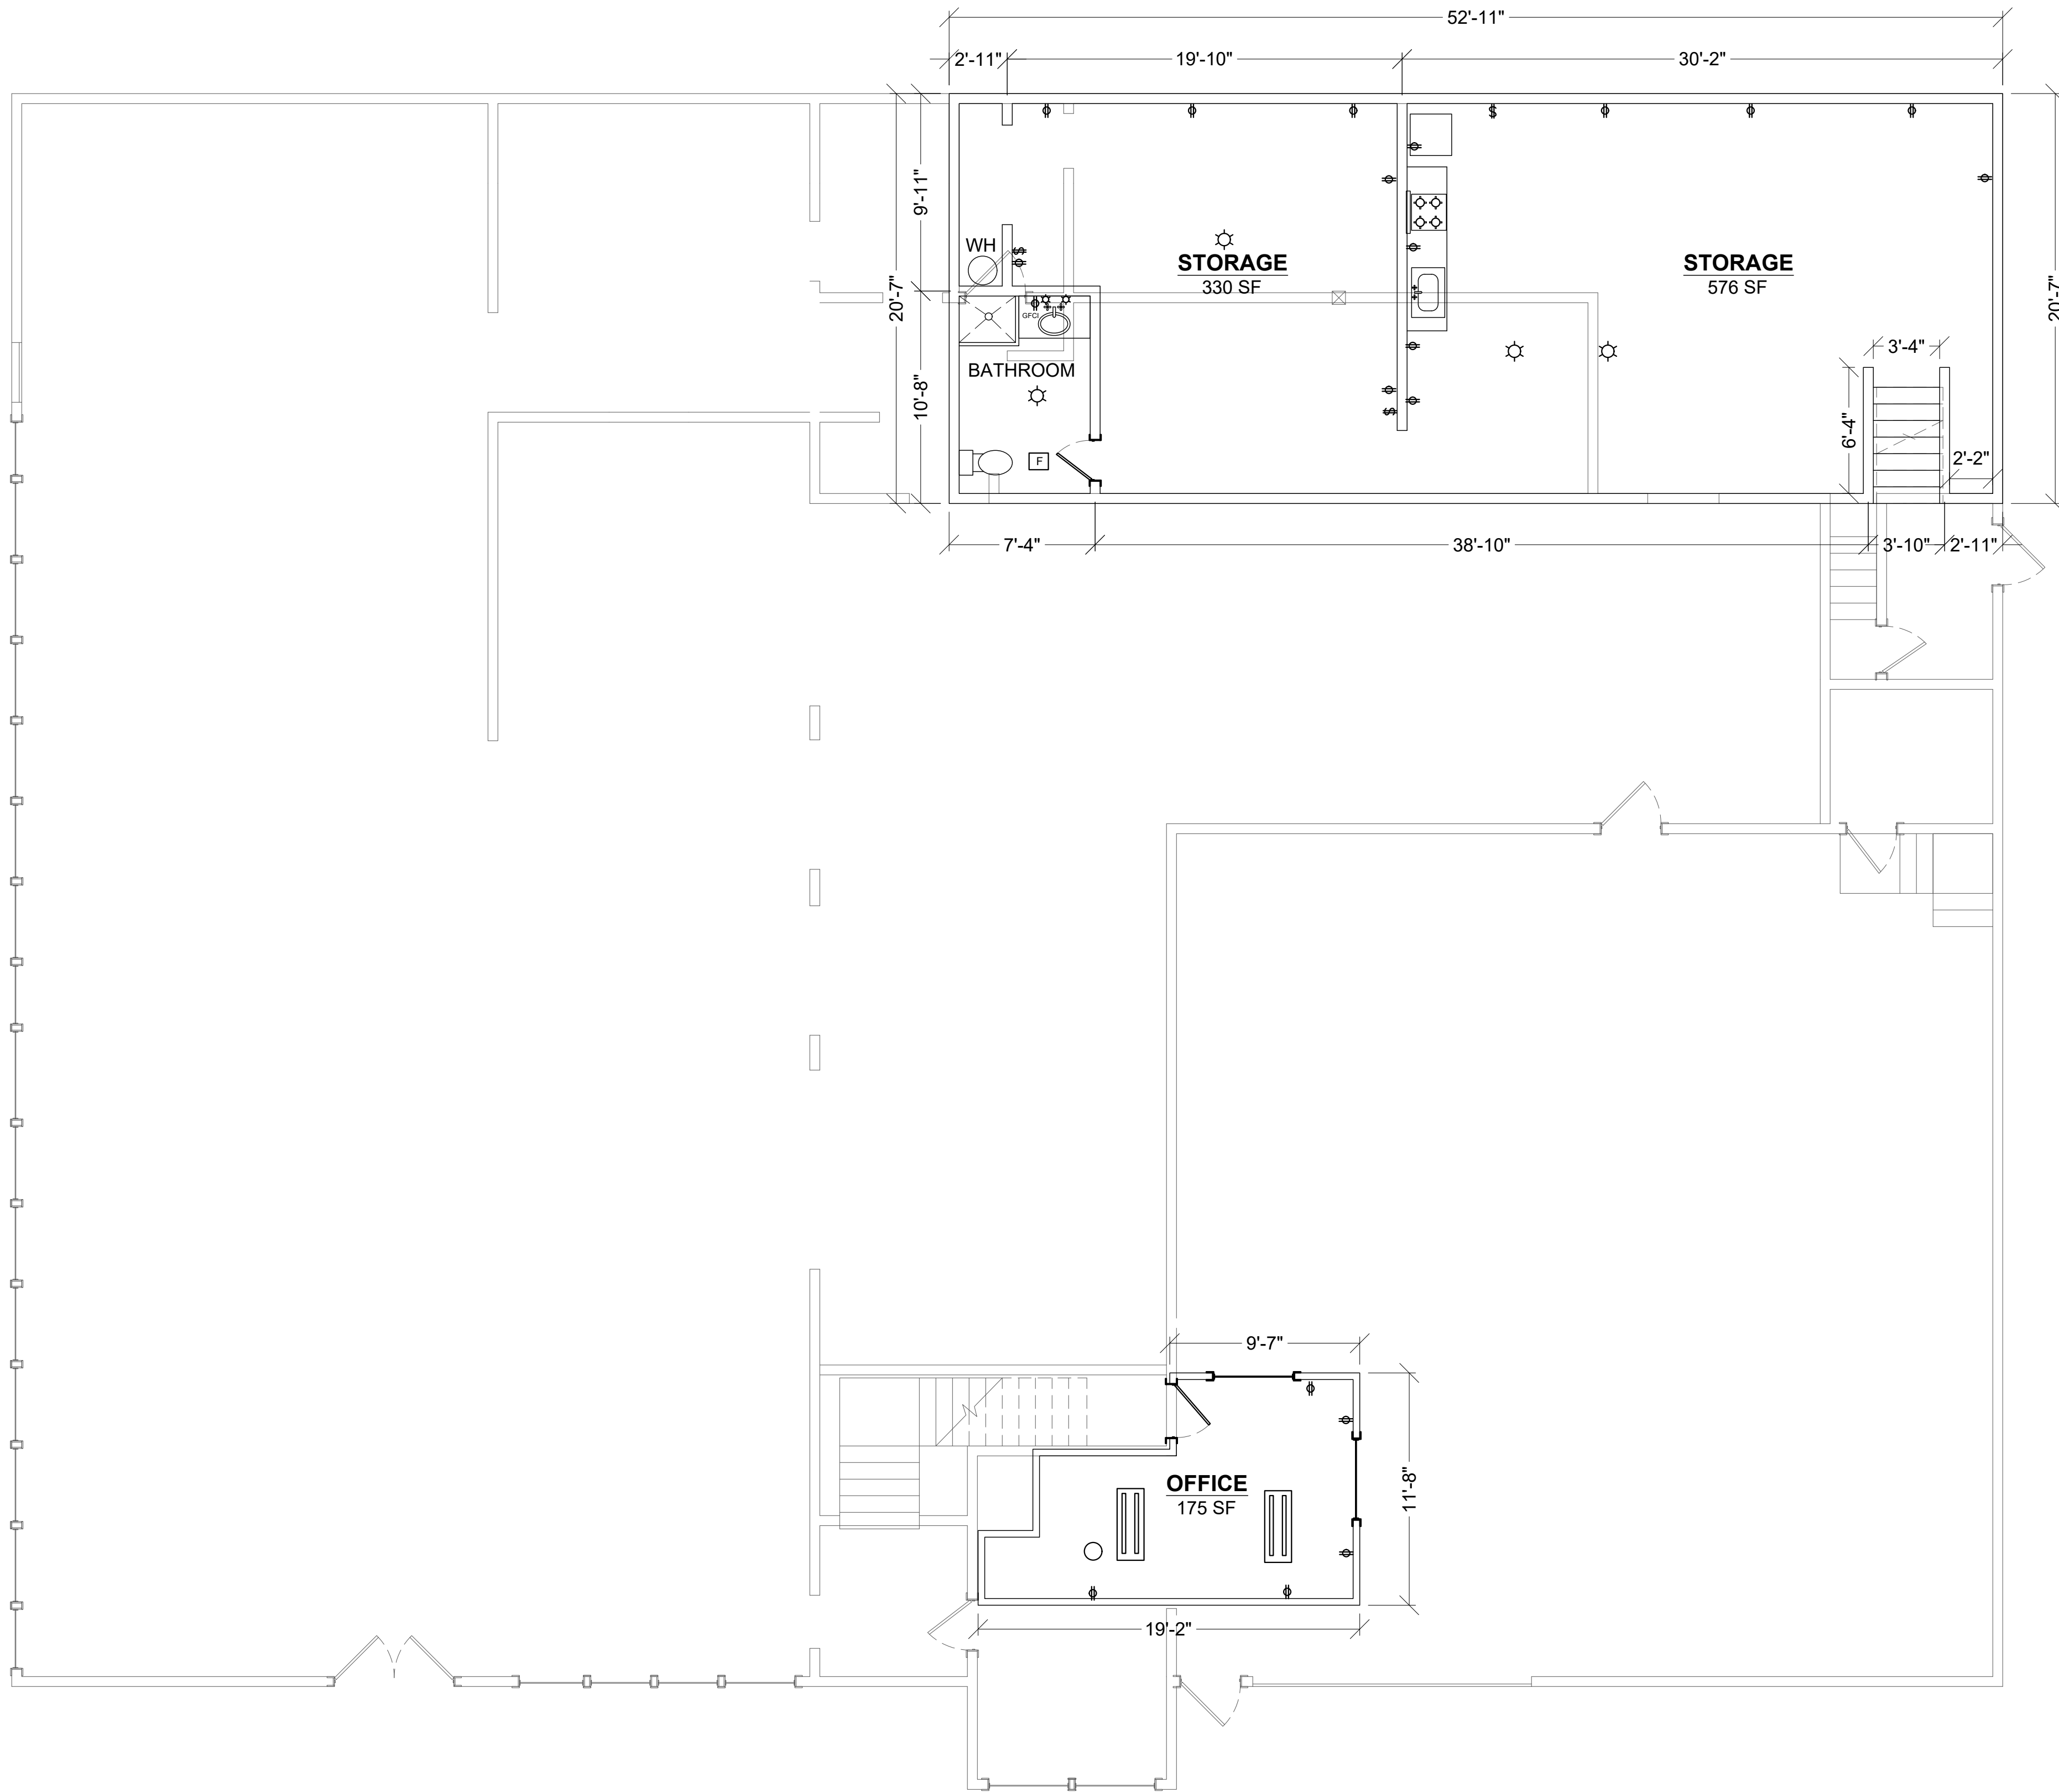 52'-11"
2'-11"
19'-10"
30'-2"
9'-11"
20'-7"
20'-7"
10'-8"
WH
STORAGE
330 SF
STORAGE
576 SF
$
$
$
GFCI
BATHROOM
F
3'-4"
6'-4"
2'-2"
7'-4"
38'-10"
3'-10"
2'-11"
9'-7"
11'-8"
OFFICE
175 SF
19'-2"